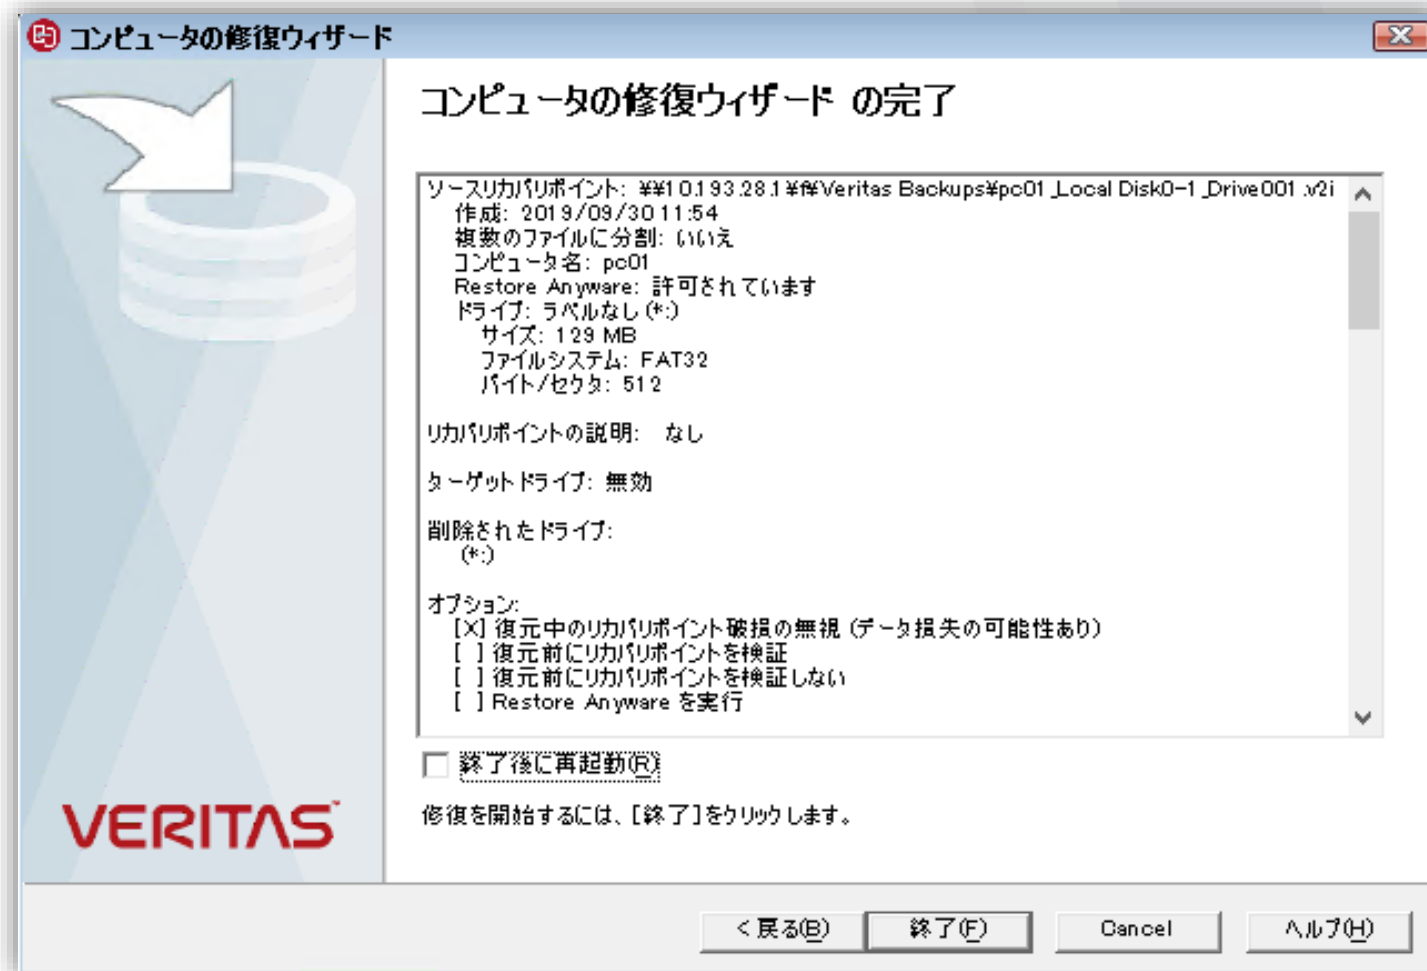 コンピュータの修復ウィザード
コンピュータの修復ウィザード の完了
ソースリカバリポイント: ¥¥10.193.28.1¥f¥Veritas Backups¥pc01_Local Disk0-1_Drive001.v2i
作成: 2019/09/30 11:54
複数のファイルに分割: いいえ
コンピュータ名: pc01
Restore Anyware: 許可されています
ドライブ: ラベルなし (*:)
サイズ: 129 MB
ファイルシステム: FAT32
バイト/セクタ: 512
リカバリポイントの説明: なし
ターゲットドライブ: 無効
削除されたドライブ:
(*:)
オプション:
[X] 復元中のリカバリポイント破損の無視 (データ損失の可能性あり)
[ ] 復元前にリカバリポイントを検証
[ ] 復元前にリカバリポイントを検証しない
[ ] Restore Anyware を実行
終了後に再起動(R)
修復を開始するには、[終了]をクリックします。
VERITAS™
< 戻る(B) 終了(F) Cancel ヘルプ(H)